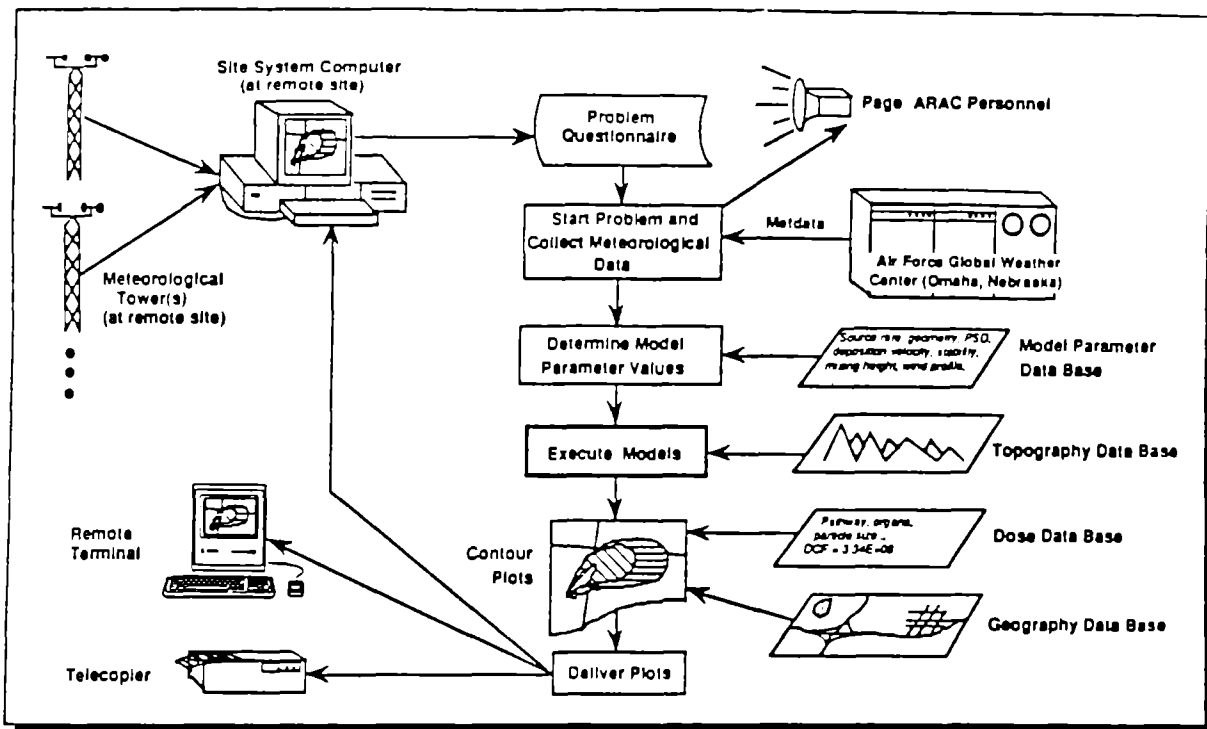 Site System Computer
(at remote site)
Problem
Questionnaire
Page ARAC Personnel
Start Problem and
Collect Meteorological
Data
Metdata
Air Force Global Weather
Center (Omaha, Nebraska)
Meteorological
Tower(s)
(at remote site)
Determine Model
Parameter Values
Source rate, geometry, PSD,
deposition velocity, stability,
mixing height, wind profile,
Model Parameter
Data Base
Execute Models
Topography Data Base
Remote
Terminal
Contour
Plots
Pathway, organs,
particle size ..
DCF = 3.34E+08
Dose Data Base
Geography Data Base
Telecopier
Deliver Plots